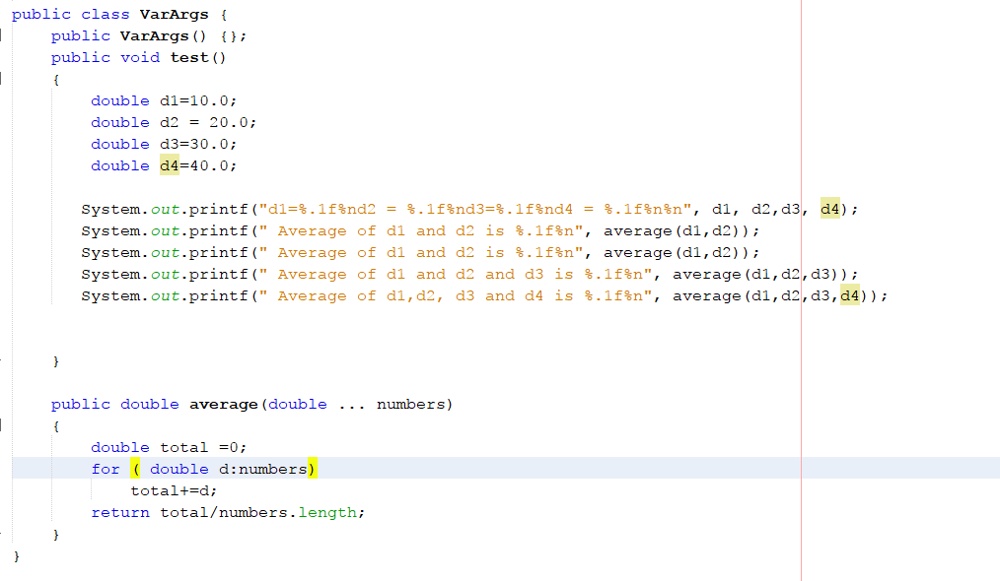 public class VarArgs {
    public VarArgs() {};
    public void test()
    {
        double d1=10.0;
        double d2 = 20.0;
        double d3=30.0;
        double d4=40.0;

       System.out.printf("d1=%.1f%nd2 = %.1f%nd3=%.1f%nd4 = %.1f%n%n", d1, d2,d3, d4);
       System.out.printf(" Average of d1 and d2 is %.1f%n", average(d1,d2));
       System.out.printf(" Average of d1 and d2 is %.1f%n", average(d1,d2));
       System.out.printf(" Average of d1 and d2 and d3 is %.1f%n", average(d1,d2,d3));
       System.out.printf(" Average of d1,d2, d3 and d4 is %.1f%n", average(d1,d2,d3,d4));

    }

    public double average(double ... numbers)
    {
        double total =0;
        for ( double d:numbers)
            total+=d;
        return total/numbers.length;
    }
}